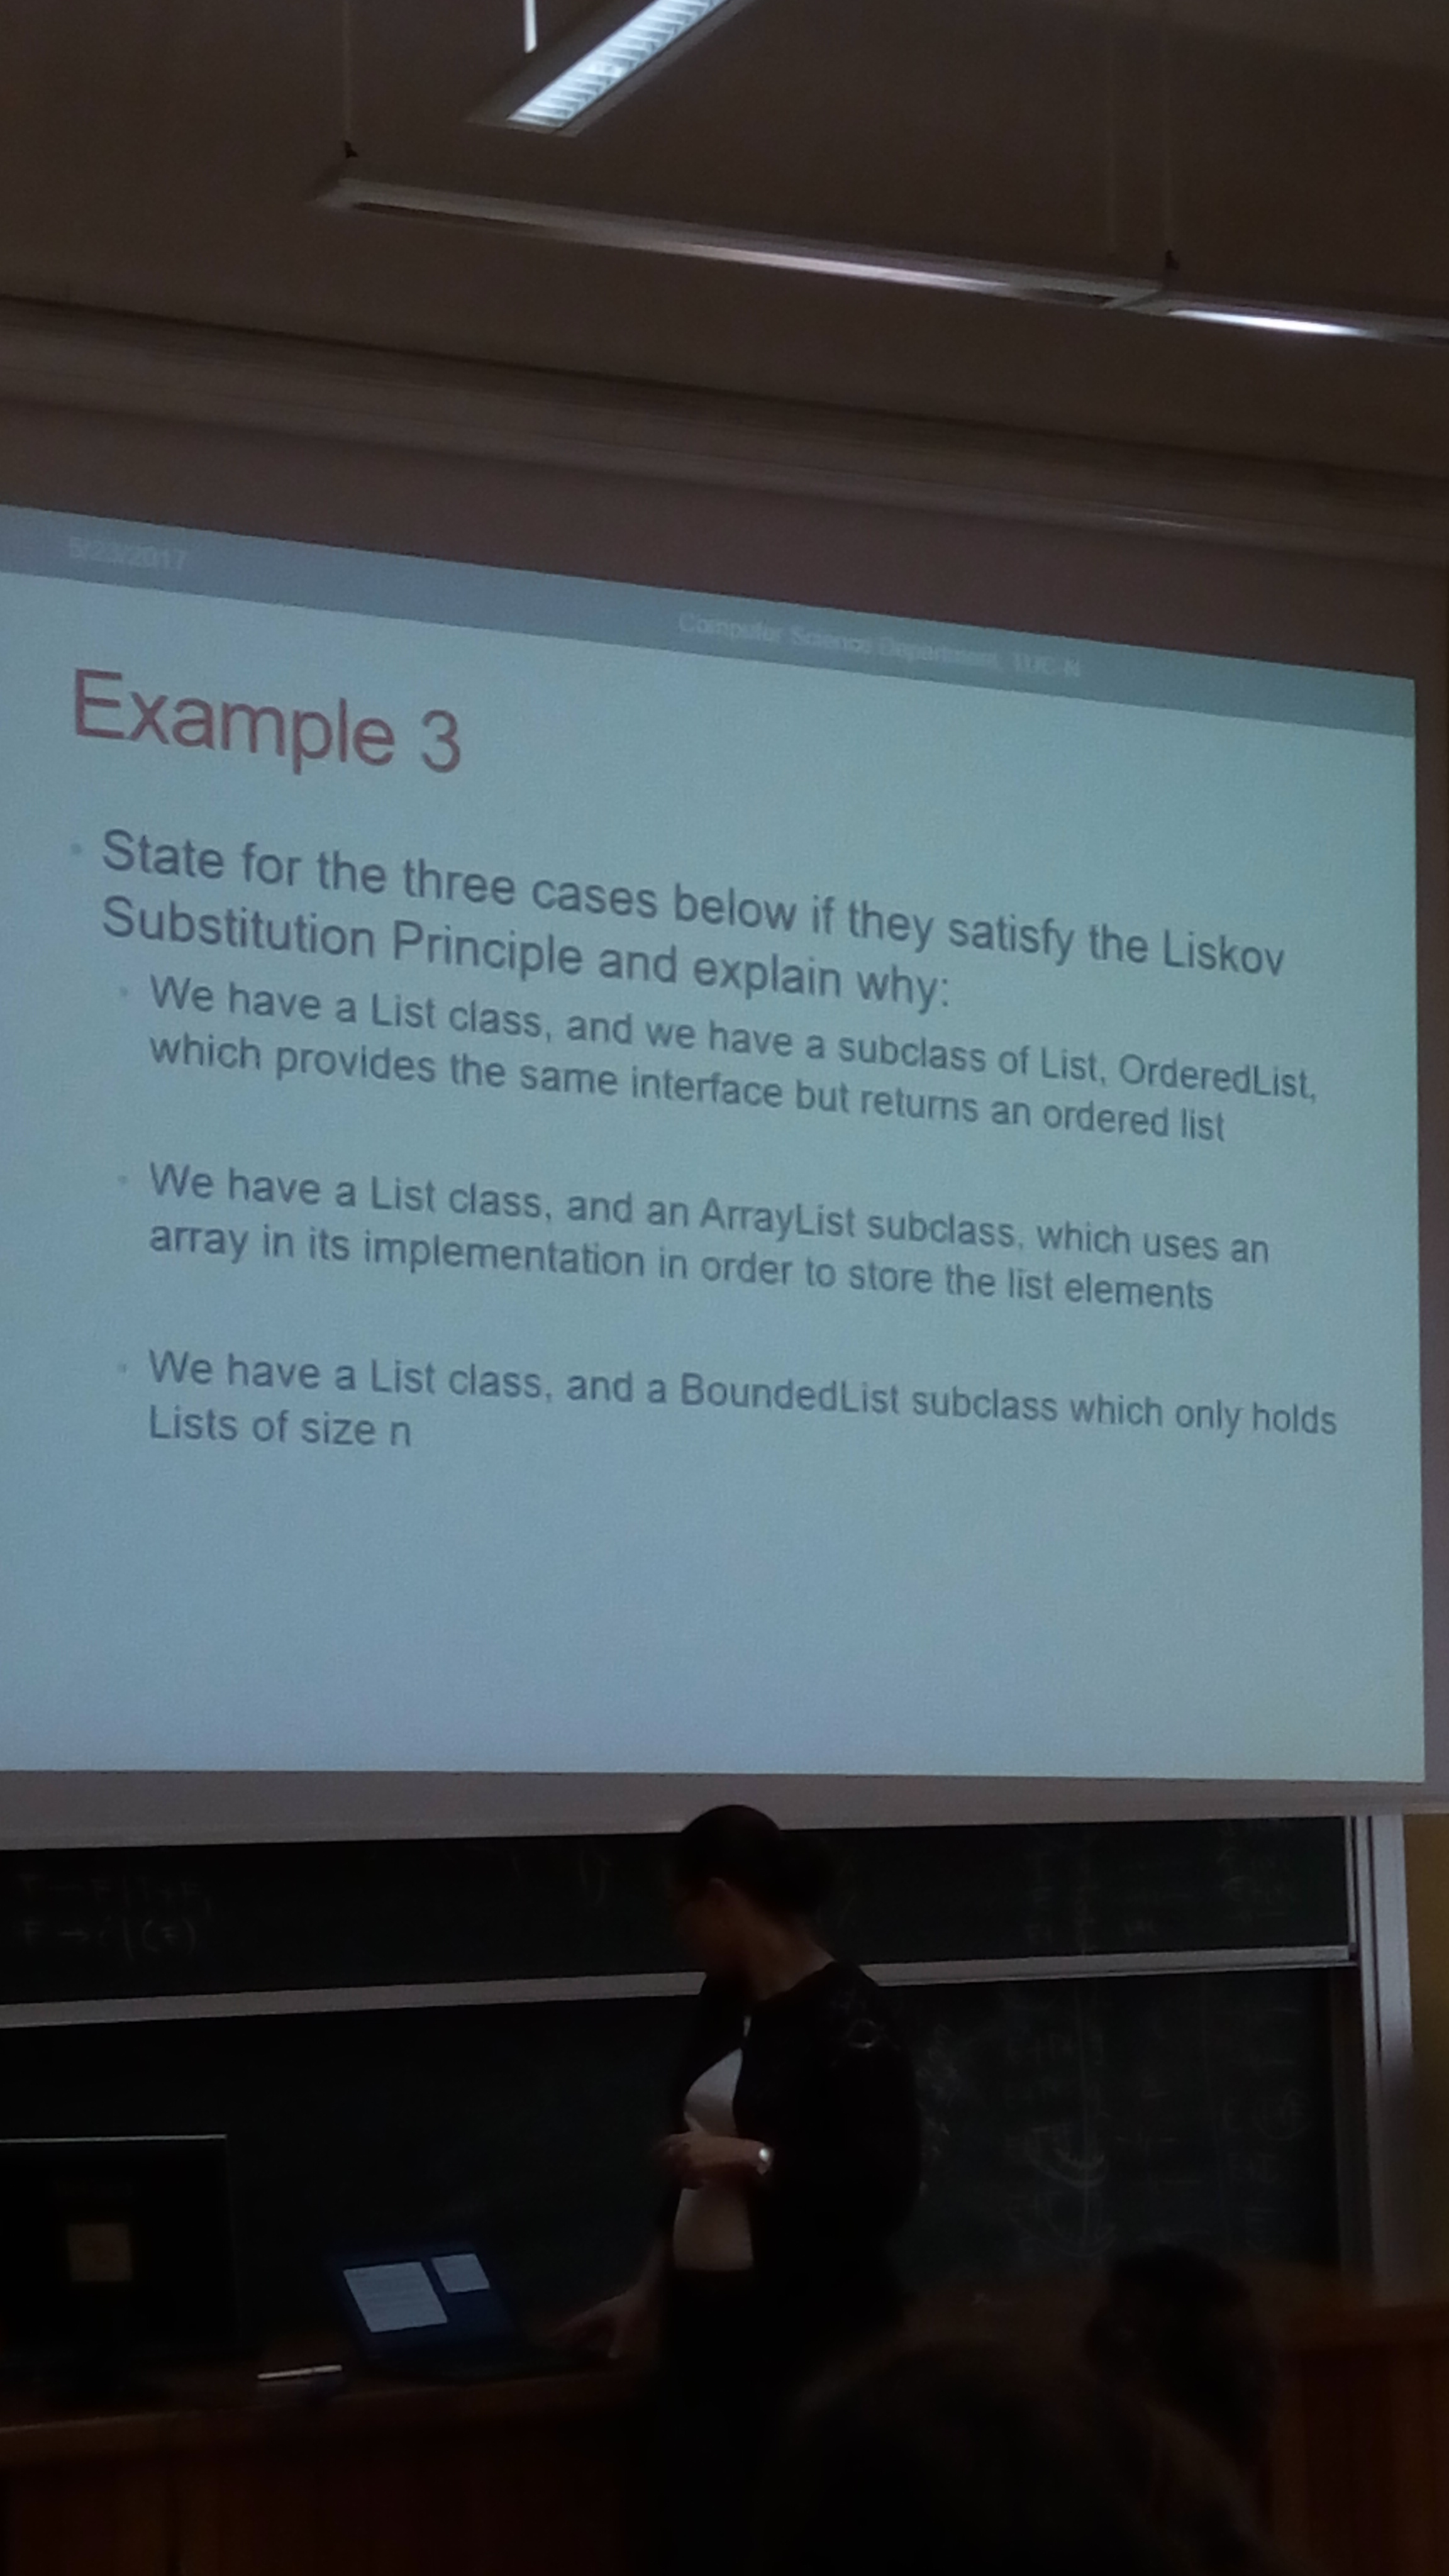 5/23/2017
Computer Science Department, TUC-N
Example 3
• State for the three cases below if they satisfy the Liskov
Substitution Principle and explain why:
• We have a List class, and we have a subclass of List, OrderedList,
which provides the same interface but returns an ordered list
• We have a List class, and an ArrayList subclass, which uses an
array in its implementation in order to store the list elements
• We have a List class, and a BoundedList subclass which only holds
Lists of size n